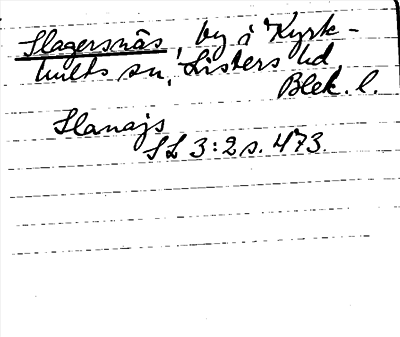 Slagersnäs, by i Kyrk-
hults sn, Listers hd
Blek. l.
Slanajs
SL 3:2 s. 473.